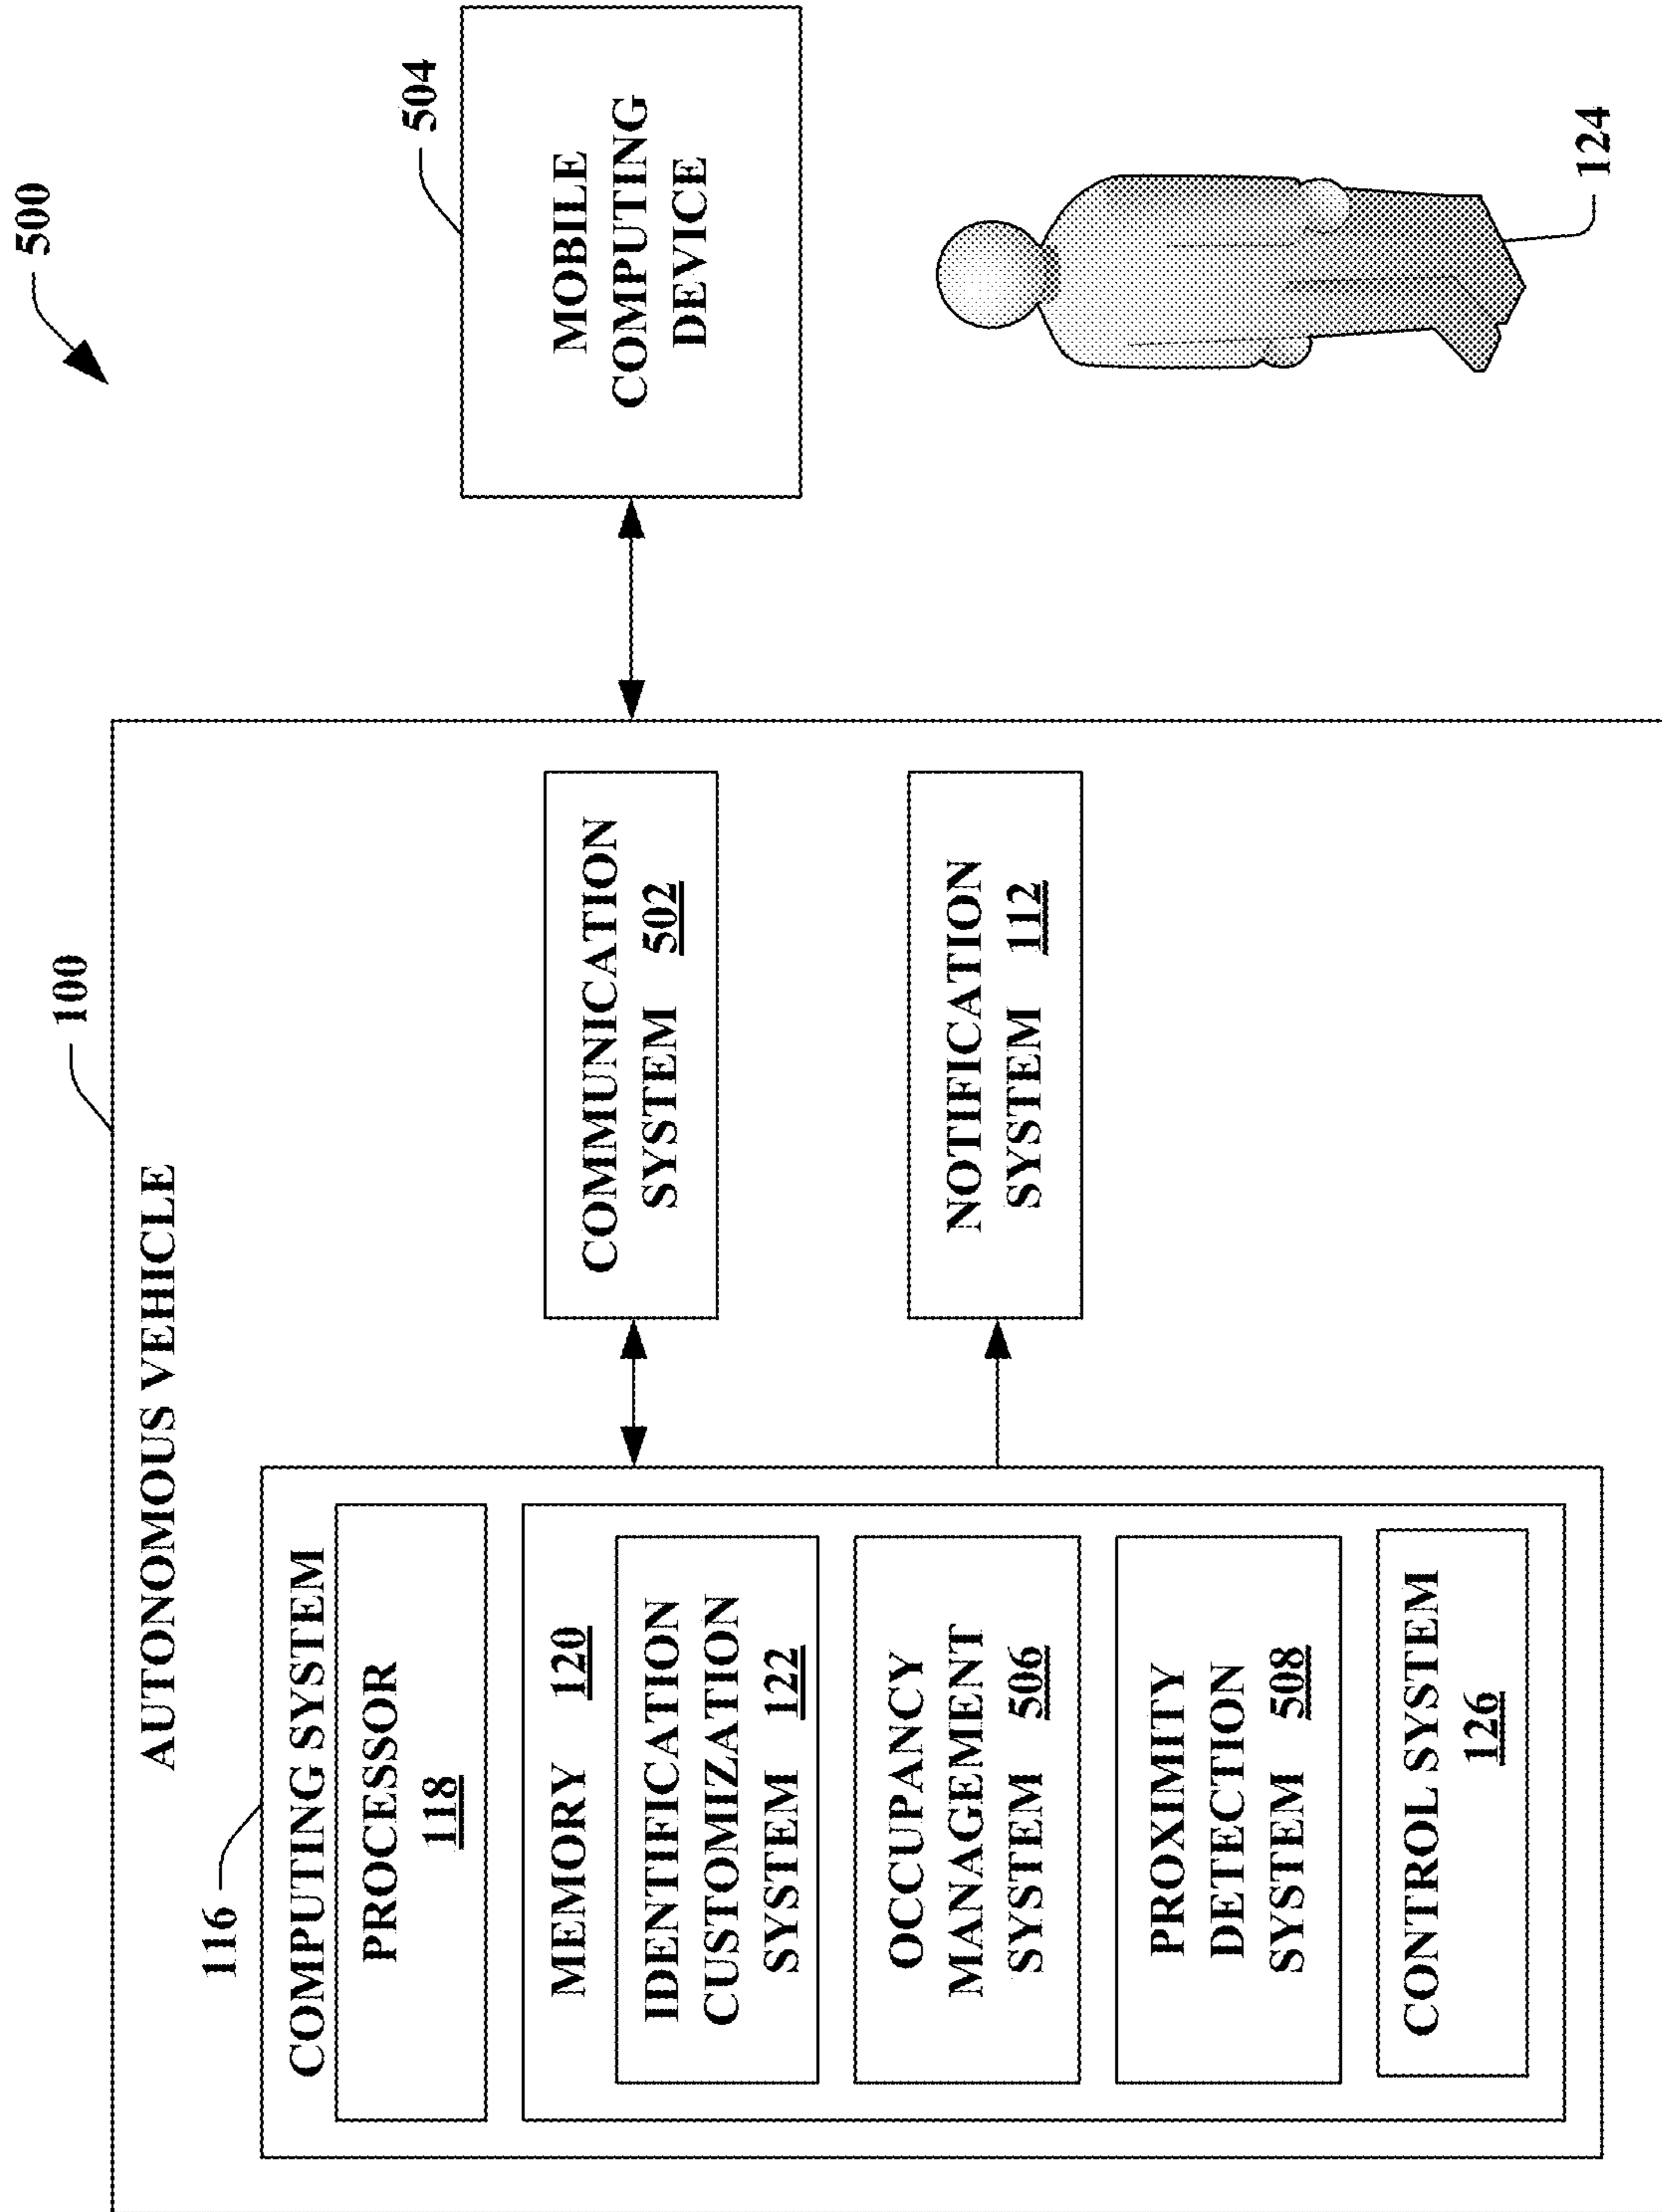 500
100
504
AUTONOMOUS VEHICLE
116
COMPUTING SYSTEM
PROCESSOR
118
MEMORY 120
IDENTIFICATION
CUSTOMIZATION
SYSTEM 122
OCCUPANCY
MANAGEMENT
SYSTEM 506
PROXIMITY
DETECTION
SYSTEM 508
CONTROL SYSTEM
126
COMMUNICATION
SYSTEM 502
NOTIFICATION
SYSTEM 112
MOBILE
COMPUTING
DEVICE
124